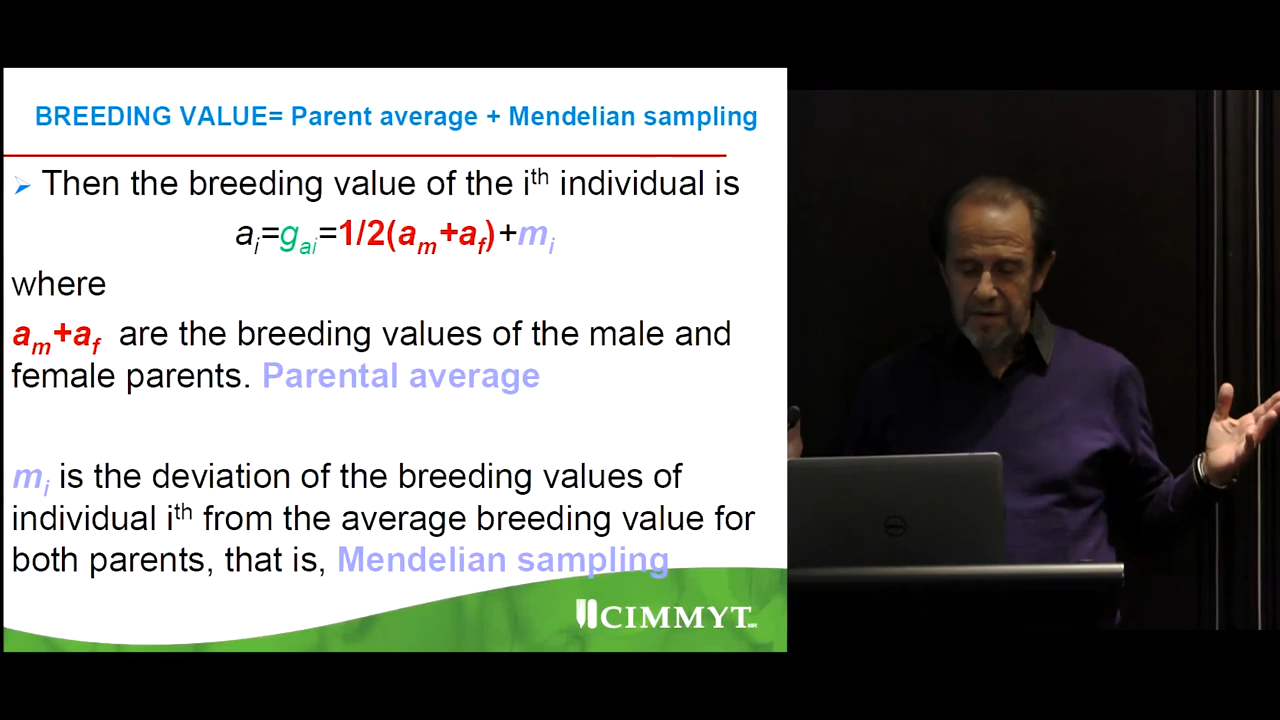 BREEDING VALUE= Parent average + Mendelian sampling
➢ Then the breeding value of the iᵗʰ individual is
aᵢ=gₐᵢ=1/2(aₘ+a_f)+mᵢ
where
aₘ+a_f are the breeding values of the male and
female parents. Parental average
mᵢ is the deviation of the breeding values of
individual iᵗʰ from the average breeding value for
both parents, that is, Mendelian sampling
CIMMYT
DELL